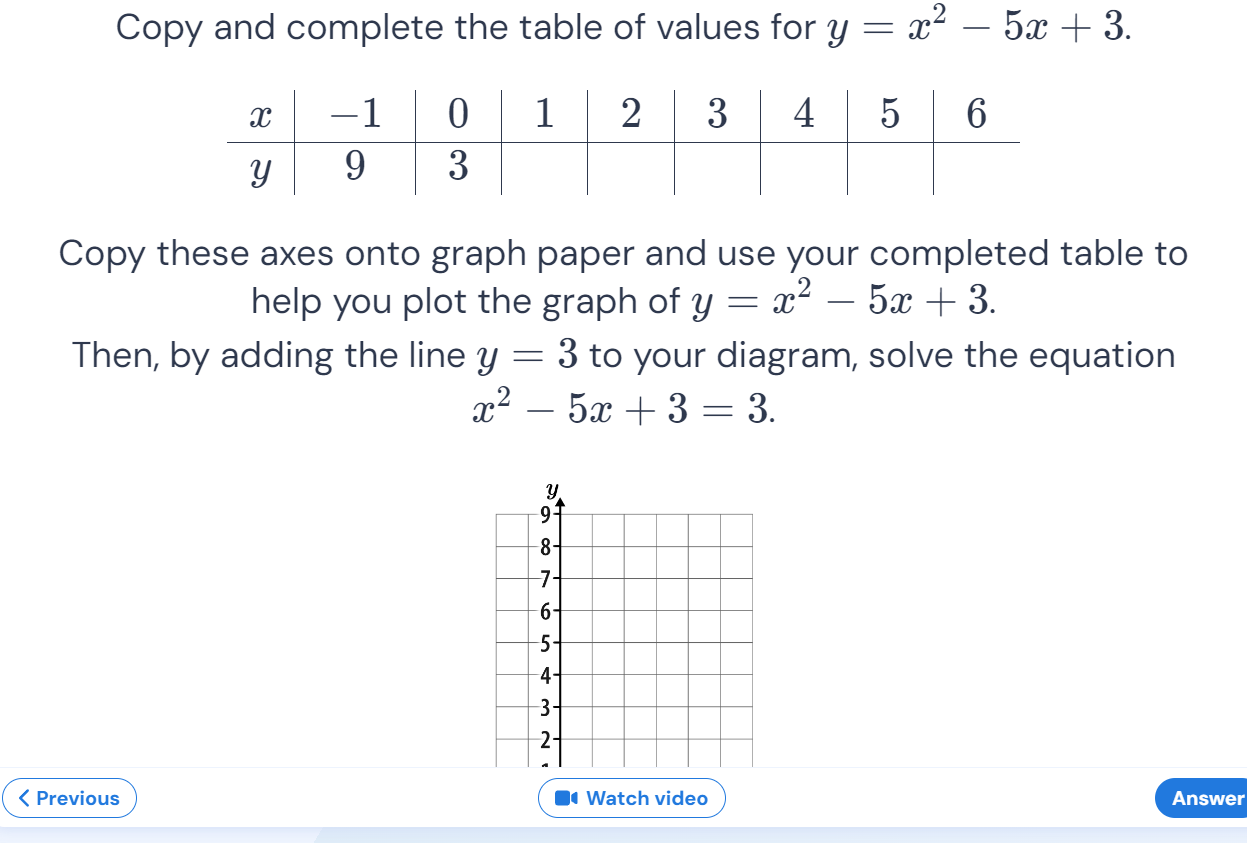 Copy and complete the table of values for y = x² − 5x + 3.
x −1 0 1 2 3 4 5 6
y 9 3
Copy these axes onto graph paper and use your completed table to
help you plot the graph of y = x² − 5x + 3.
Then, by adding the line y = 3 to your diagram, solve the equation
x² − 5x + 3 = 3.
y
9
8
7
6
5
4
3
2
Previous
Watch video
Answer